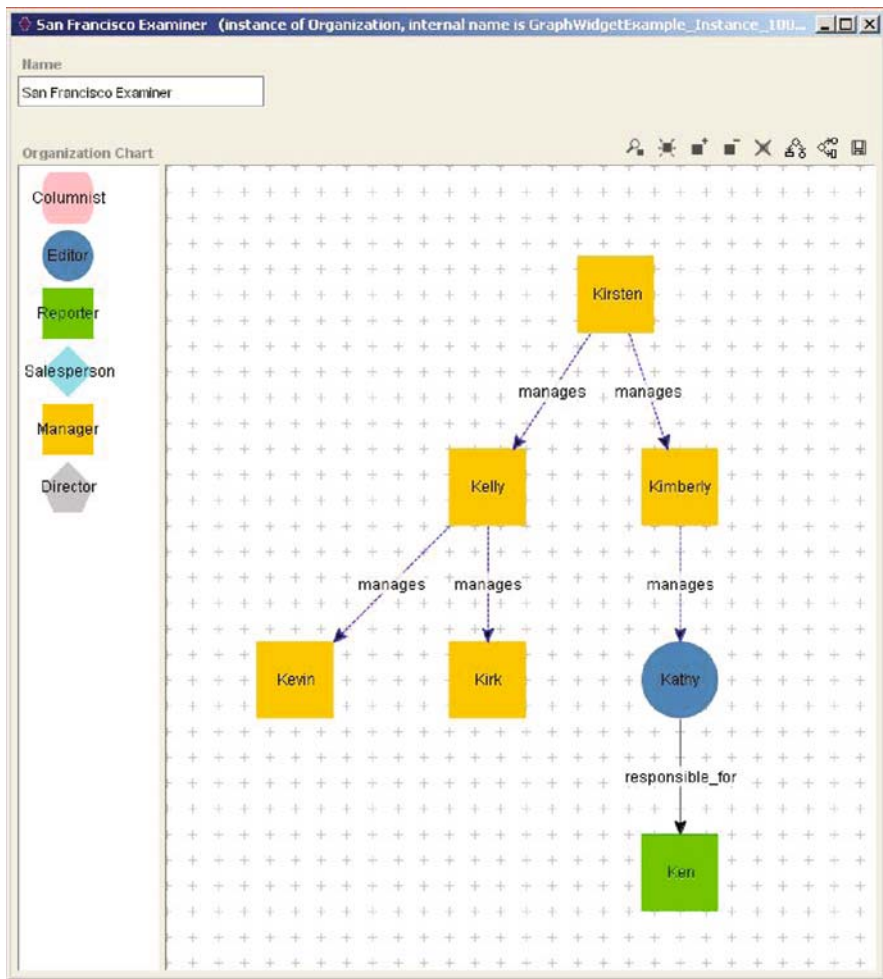 San Francisco Examiner (instance of Organization, internal name is GraphWidgetExample_Instance_100...
Name
San Francisco Examiner
Organization Chart
Columnist
Editor
Reporter
Salesperson
Manager
Director
Kirsten
manages manages
Kelly Kimberly
manages manages manages
Kevin Kirk Kathy
responsible_for
Ken